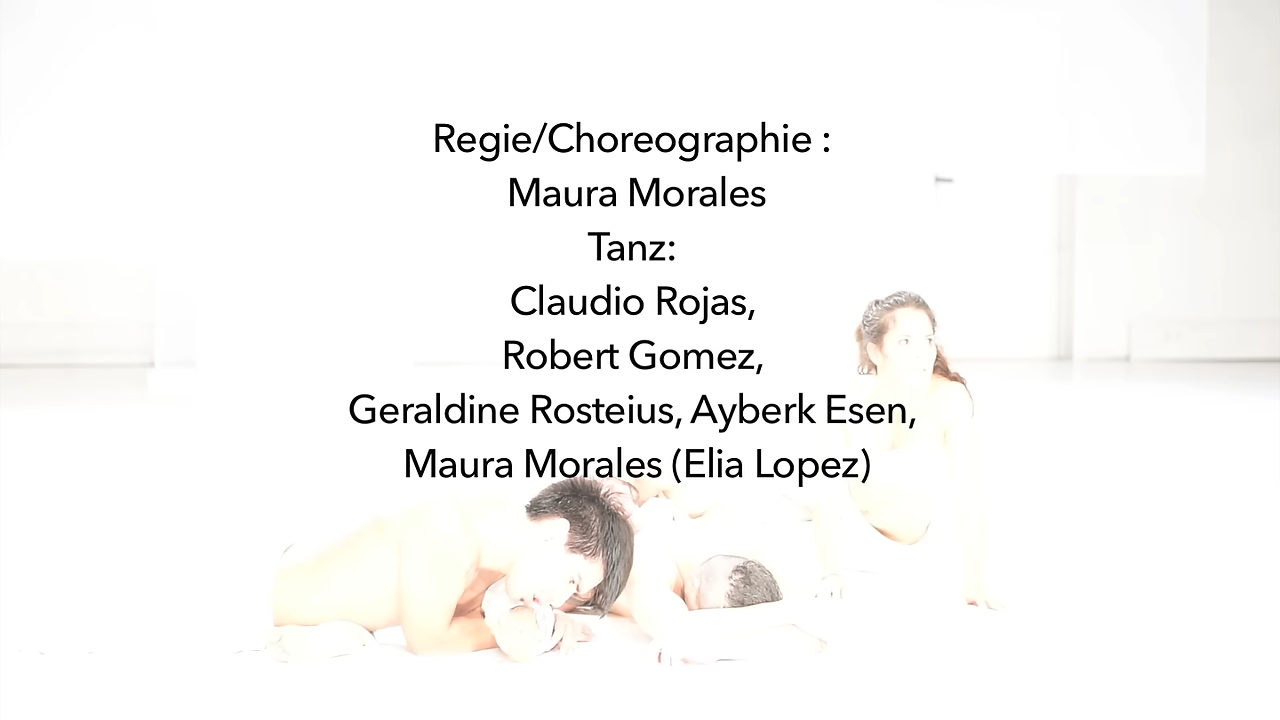 Regie/Choreographie :
Maura Morales
Tanz:
Claudio Rojas,
Robert Gomez,
Geraldine Rosteius, Ayberk Esen,
Maura Morales (Elia Lopez)